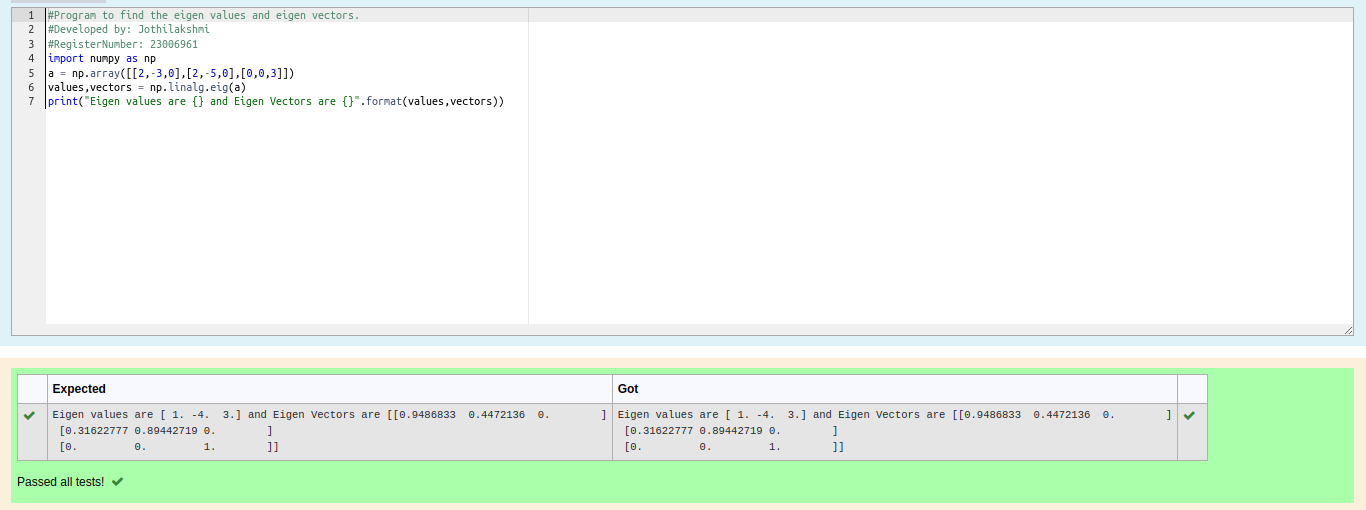 1 #Program to find the eigen values and eigen vectors.
2 #Developed by: Jothilakshmi
3 #RegisterNumber: 23006961
4 import numpy as np
5 a = np.array([[2,-3,0],[2,-5,0],[0,0,3]])
6 values,vectors = np.linalg.eig(a)
7 print("Eigen values are {} and Eigen Vectors are {}".format(values,vectors))
Expected Got
Eigen values are [ 1. -4.  3.] and Eigen Vectors are [[0.9486833  0.4472136  0.        ] Eigen values are [ 1. -4.  3.] and Eigen Vectors are [[0.9486833  0.4472136  0.        ]
[0.31622777 0.89442719 0.        ] [0.31622777 0.89442719 0.        ]
[0.         0.         1.        ]] [0.         0.         1.        ]]
Passed all tests!